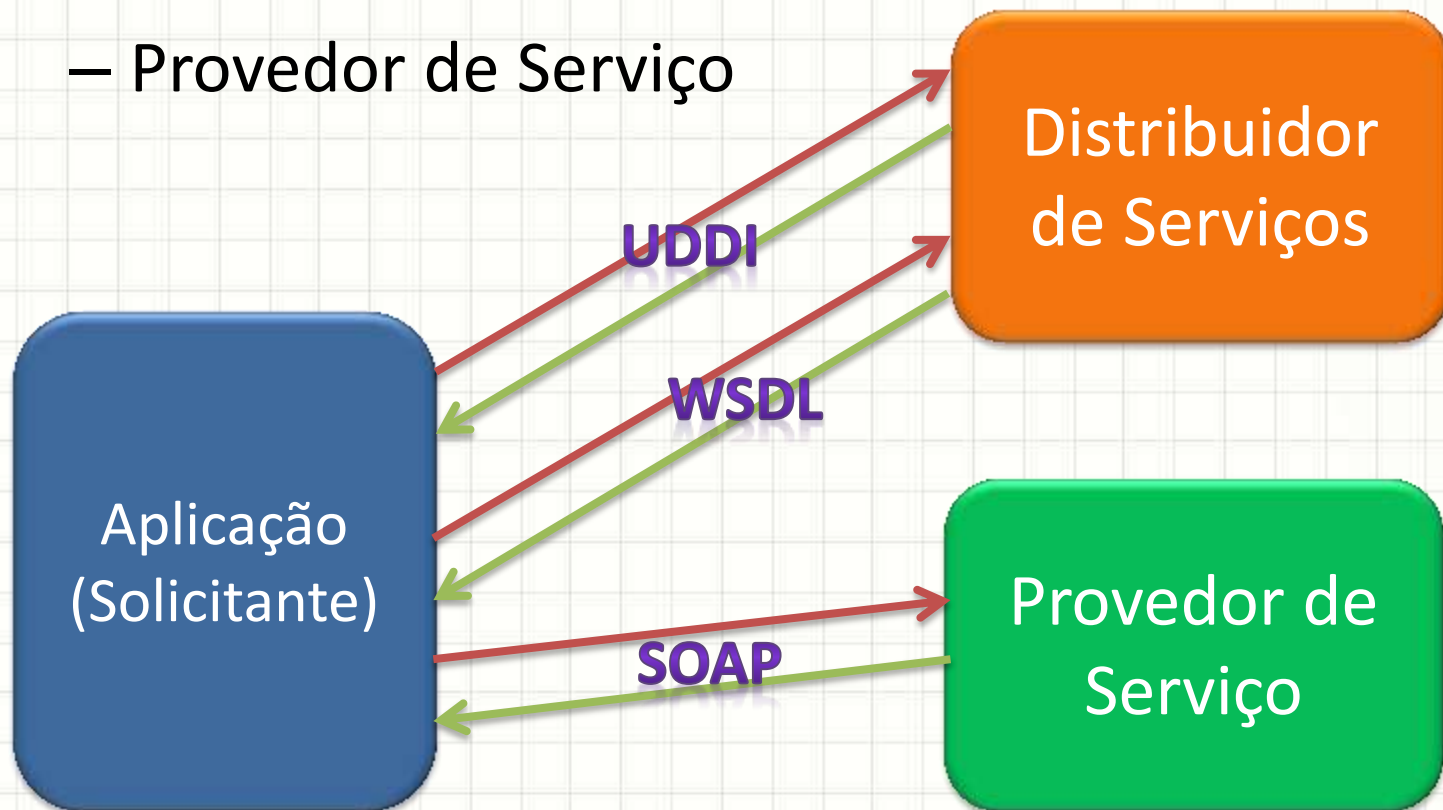 – Provedor de Serviço
Distribuidor
de Serviços
UDDI
WSDL
Aplicação
(Solicitante)
Provedor de
Serviço
SOAP